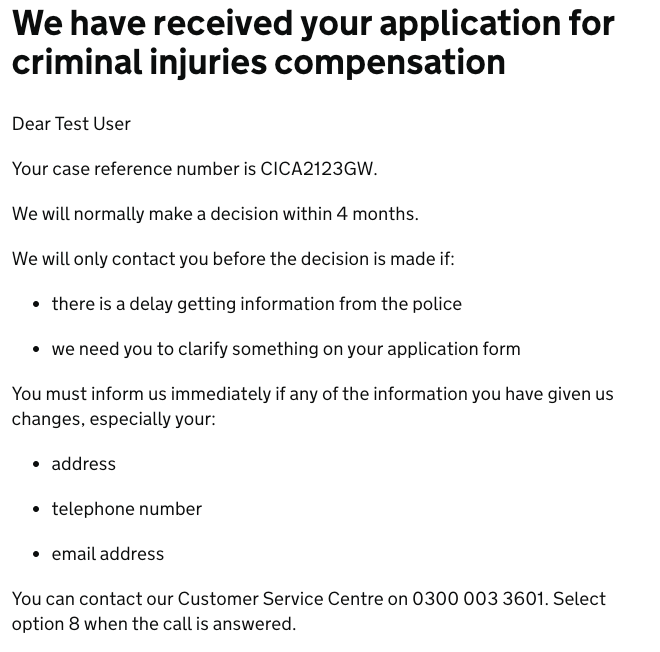 We have received your application for
criminal injuries compensation
Dear Test User
Your case reference number is CICA2123GW.
We will normally make a decision within 4 months.
We will only contact you before the decision is made if:
• there is a delay getting information from the police
• we need you to clarify something on your application form
You must inform us immediately if any of the information you have given us
changes, especially your:
• address
• telephone number
• email address
You can contact our Customer Service Centre on 0300 003 3601. Select
option 8 when the call is answered.